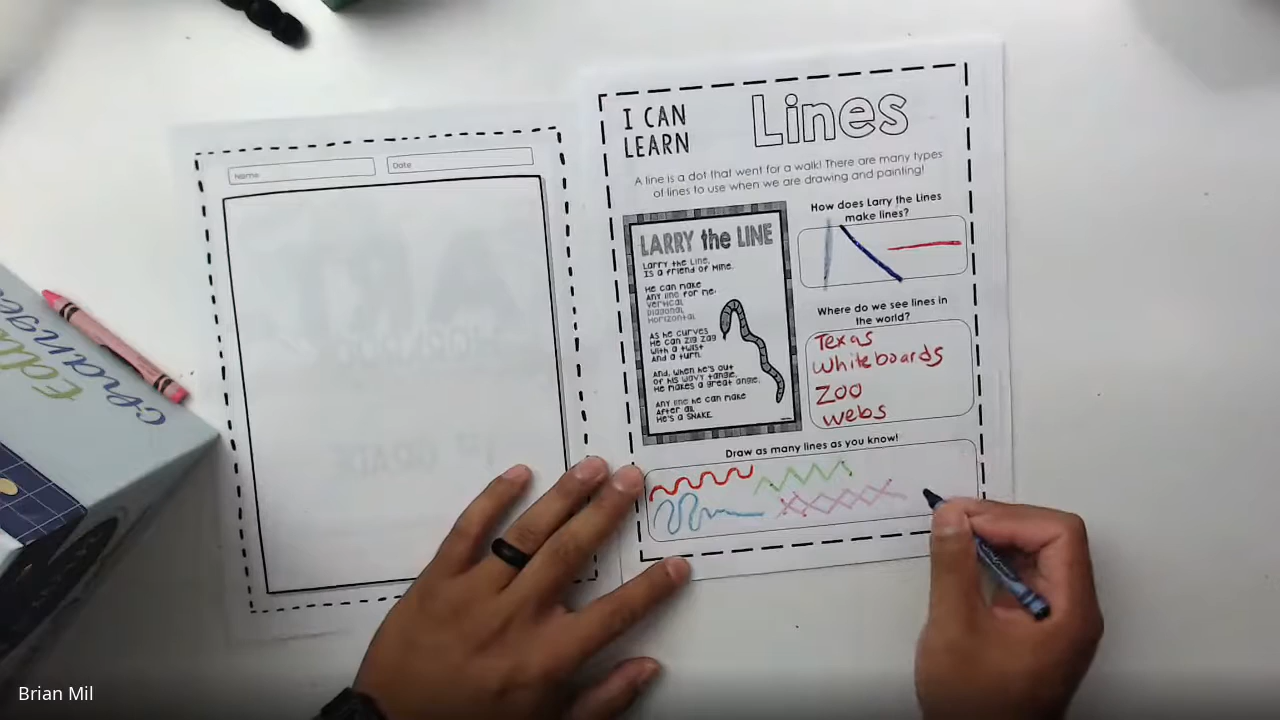 Name:
Date:
I CAN
LEARN
Lines
A line is a dot that went for a walk! There are many types
of lines to use when we are drawing and painting!
LARRY the LINE
Larry the Line,
Is a friend of Mine.
He can make
Any line for me.
Vertical
Diagonal
Horizontal
As he curves
He can zig zag
With a twist
And a turn.
And, when he's out
of his wavy tangle,
He makes a great angle.
Any line he can make
After all
He's a SNAKE.
How does Larry the Lines
make lines?
Where do we see lines in
the world?
Texas
Whiteboards
Zoo
webs
Draw as many lines as you know!
change
Brian Mil